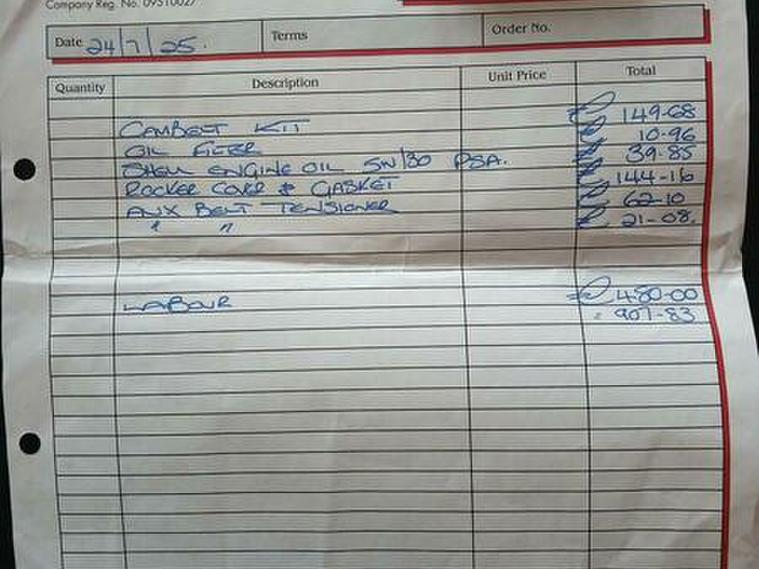 Company Reg. No. 09510027
Date 24/7/25. Terms Order No.
Quantity Description Unit Price Total
CAMBELT KIT £ 149-68
OIL FILTER £ 10-96
SHELL ENGINE OIL 5W/30 PSA. £ 39-85
ROCKER COVER & GASKET £ 144-16
AUX BELT TENSIONER £ 62-10
" " £ 21-08.
LABOUR £ 480-00
907-83